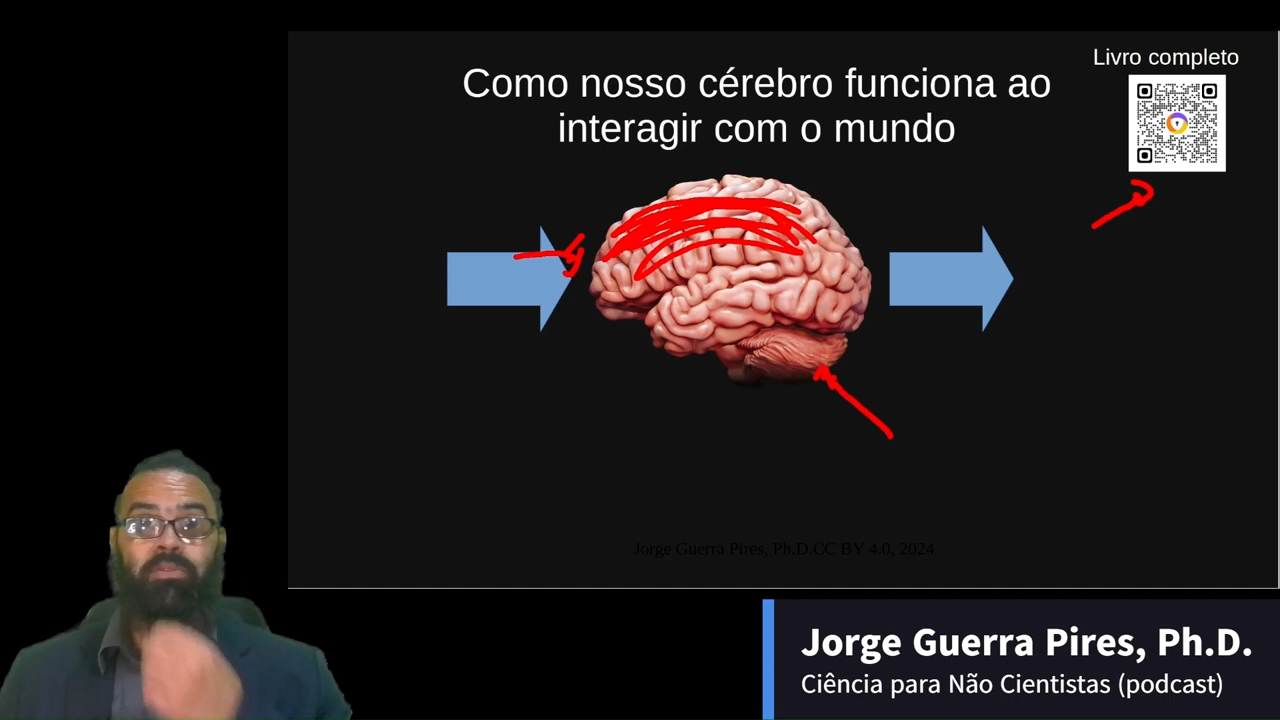 Livro completo
Como nosso cérebro funciona ao
interagir com o mundo
Jorge Guerra Pires, Ph.D.CC BY 4.0, 2024
Jorge Guerra Pires, Ph.D.
Ciência para Não Cientistas (podcast)